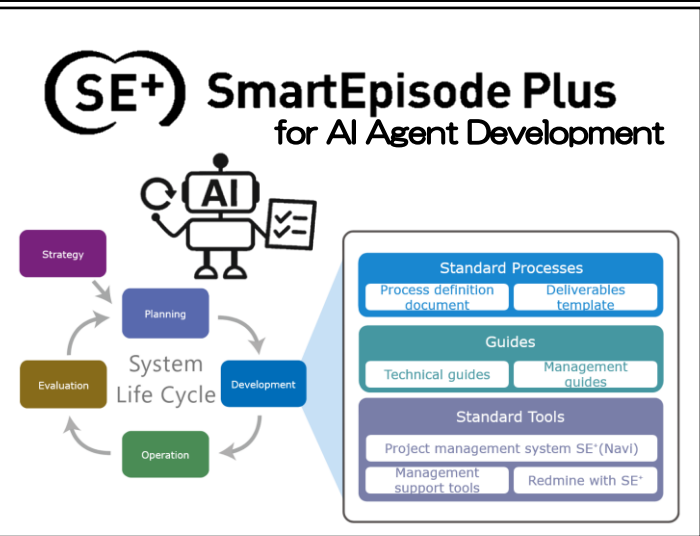 SE+ SmartEpisode Plus
for AI Agent Development
AI
Strategy
Planning
System
Life Cycle
Evaluation
Development
Operation
Standard Processes
Process definition
document
Deliverables
template
Guides
Technical guides
Management
guides
Standard Tools
Project management system SE⁺(Navi)
Management
support tools
Redmine with SE⁺